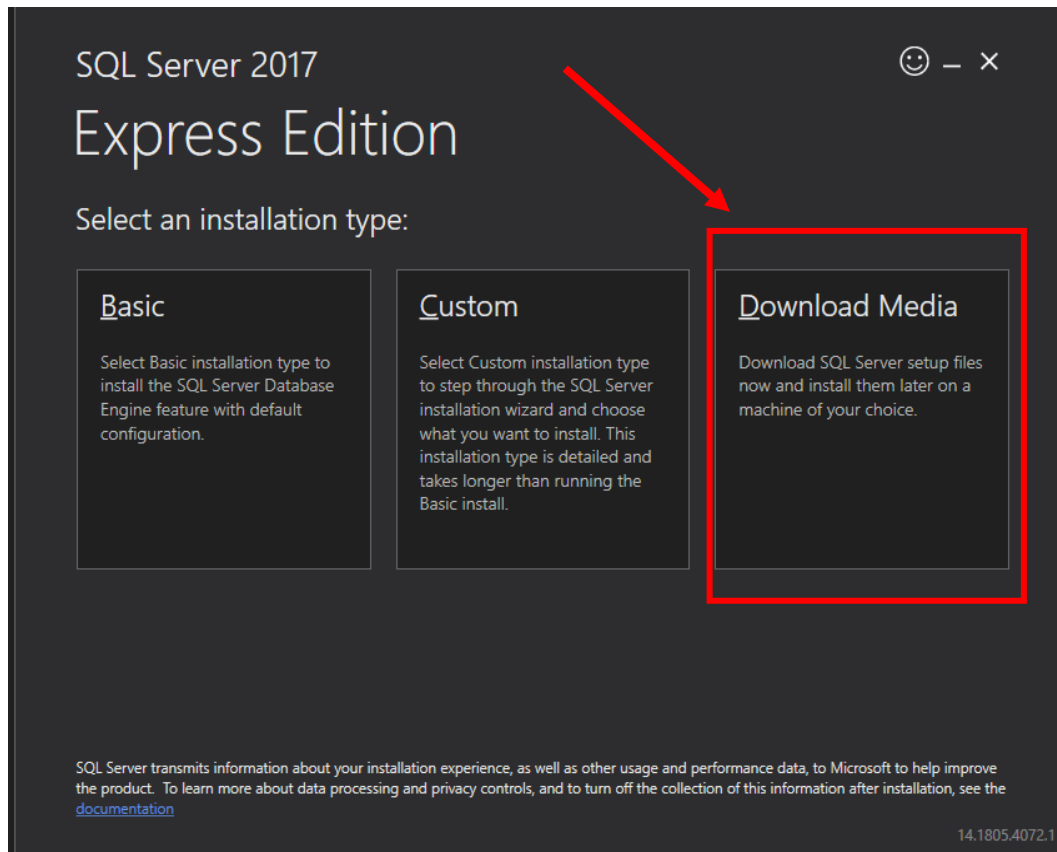 SQL Server 2017
Express Edition
Select an installation type:
Basic
Select Basic installation type to
install the SQL Server Database
Engine feature with default
configuration.
Custom
Select Custom installation type
to step through the SQL Server
installation wizard and choose
what you want to install. This
installation type is detailed and
takes longer than running the
Basic install.
Download Media
Download SQL Server setup files
now and install them later on a
machine of your choice.
SQL Server transmits information about your installation experience, as well as other usage and performance data, to Microsoft to help improve
the product.  To learn more about data processing and privacy controls, and to turn off the collection of this information after installation, see the
documentation
14.1805.4072.1